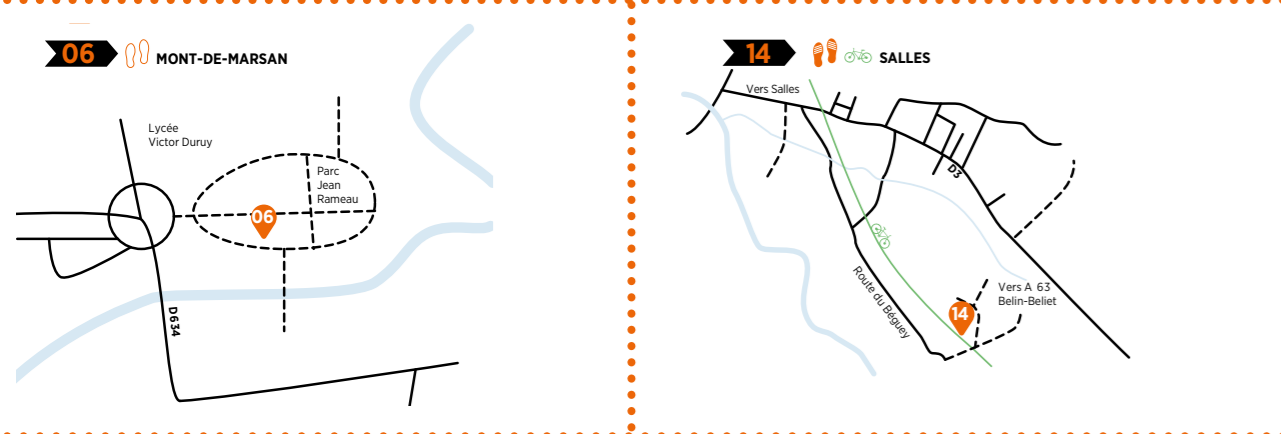 06 MONT-DE-MARSAN
Lycée
Victor Duruy
Parc
Jean
Rameau
06
D634
14 SALLES
Vers Salles
D3
Route du Béguey
Vers A 63
Belin-Beliet
14